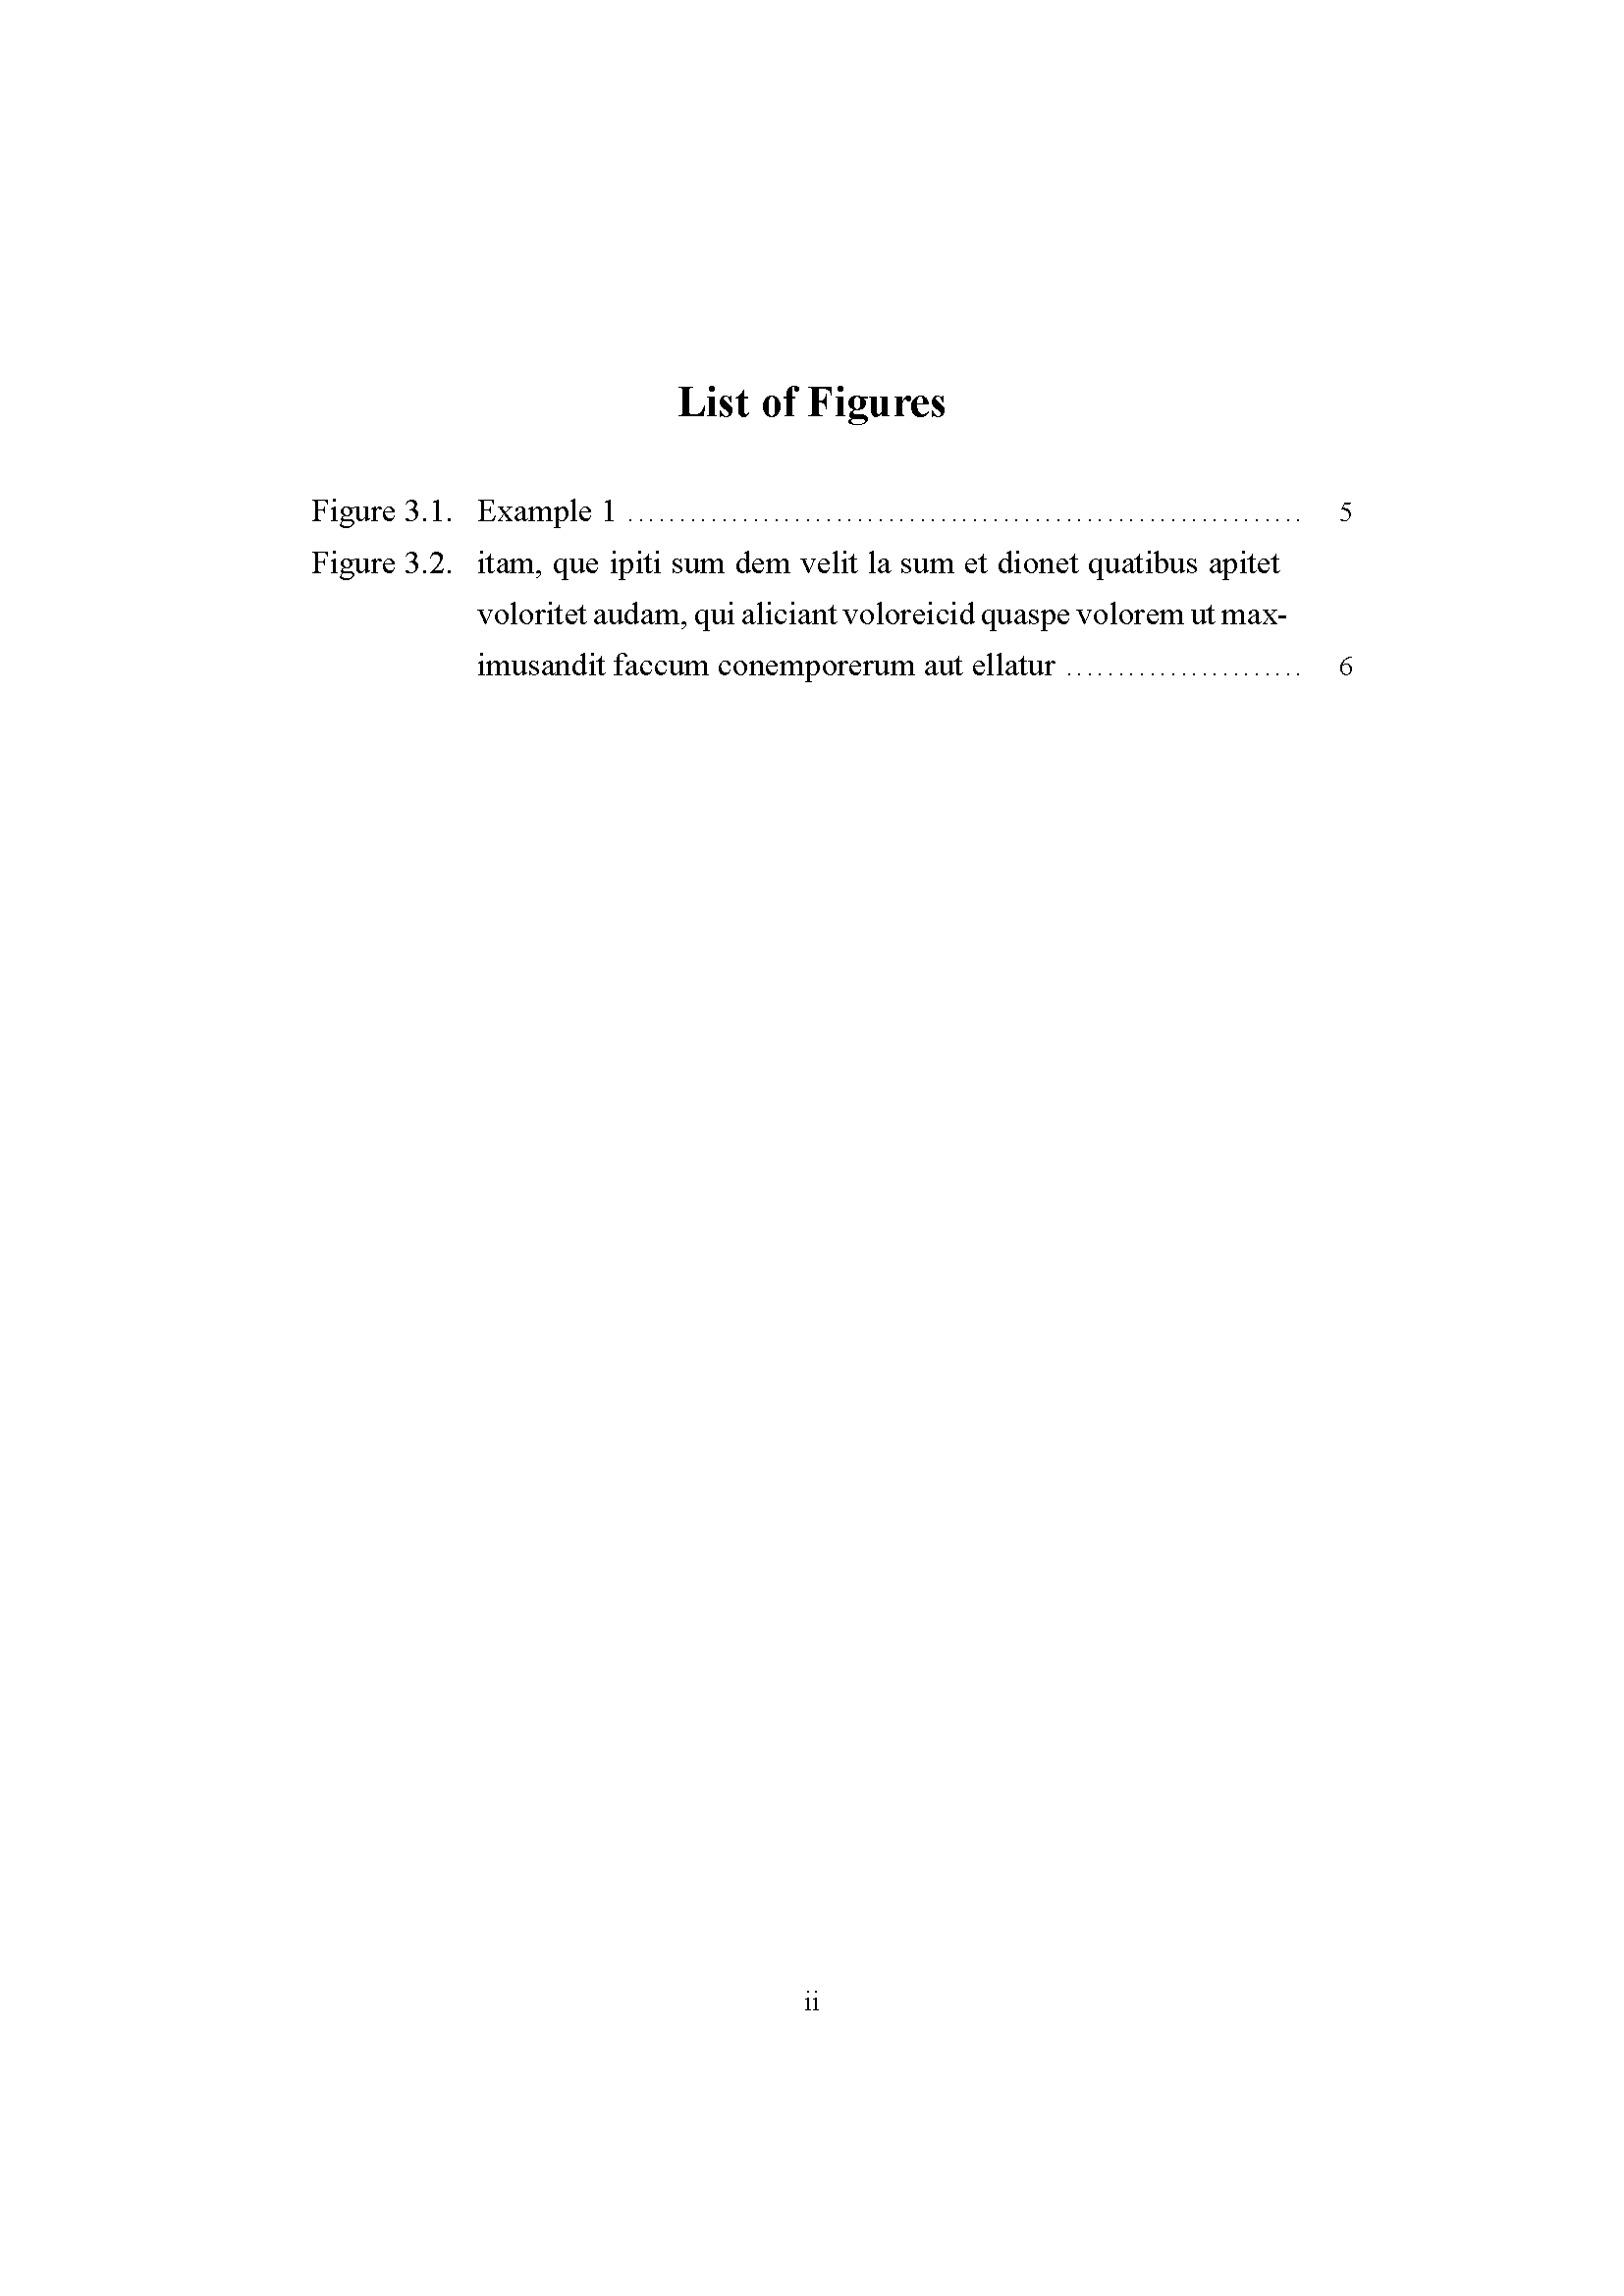 List of Figures
Figure 3.1. Example 1 ................................................................. 5
Figure 3.2. itam, que ipiti sum dem velit la sum et dionet quatibus apitet
voloritet audam, qui aliciant voloreicid quaspe volorem ut max-
imusandit faccum conemporerum aut ellatur ....................... 6
ii